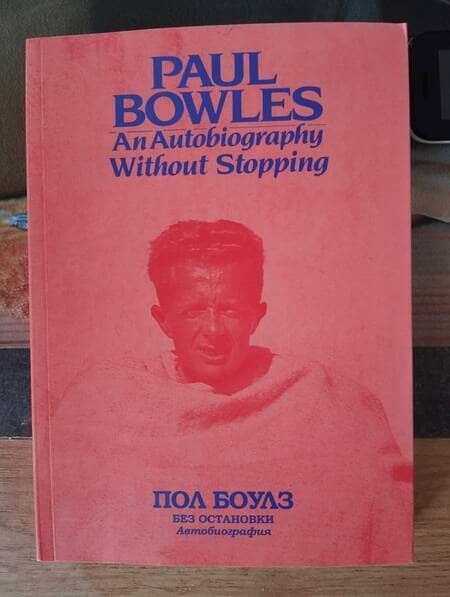 PAUL
BOWLES
An Autobiography
Without Stopping
ПОЛ БОУЛЗ
БЕЗ ОСТАНОВКИ
Автобиография